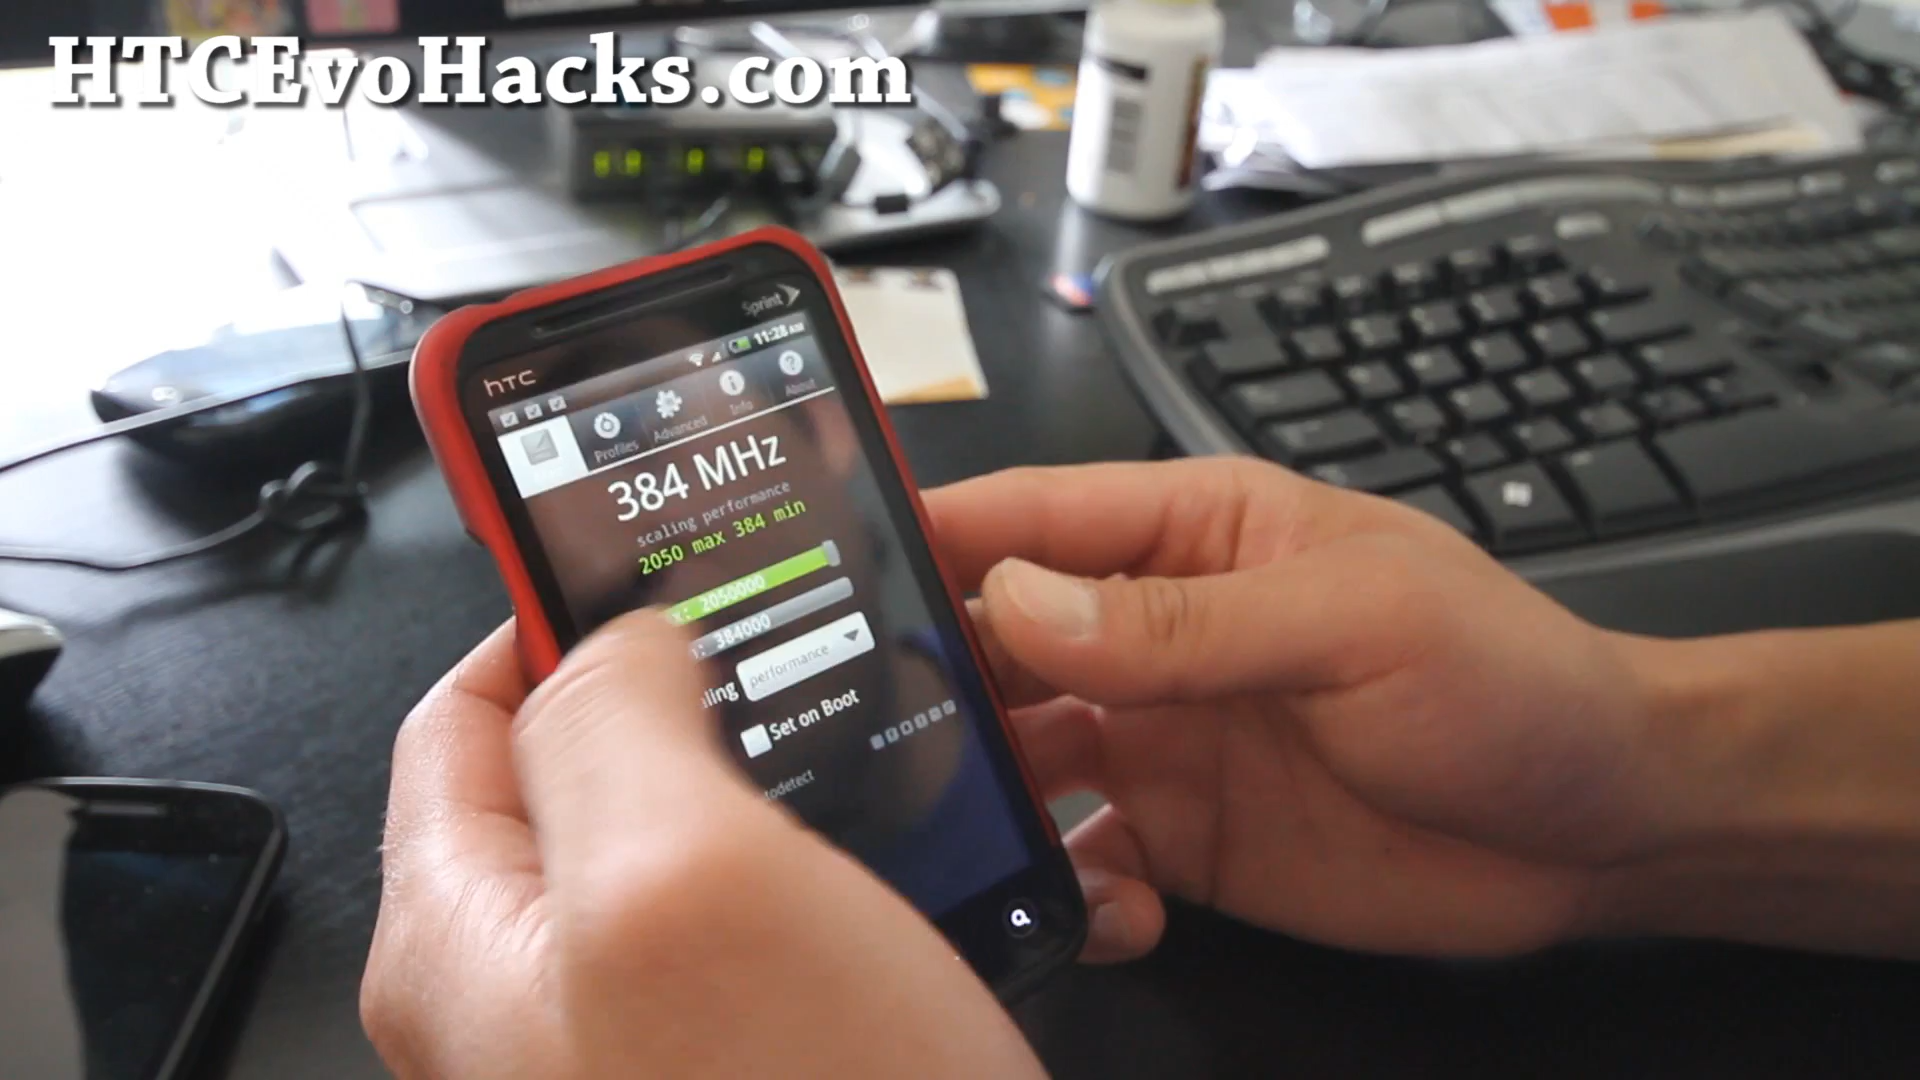 HTCEvoHacks.com
Sprint
hTC
11:28 AM
Profiles
Advanced
Info
About
384 MHz
scaling performance
2050 max 384 min
2050000
384000
performance
Set on Boot